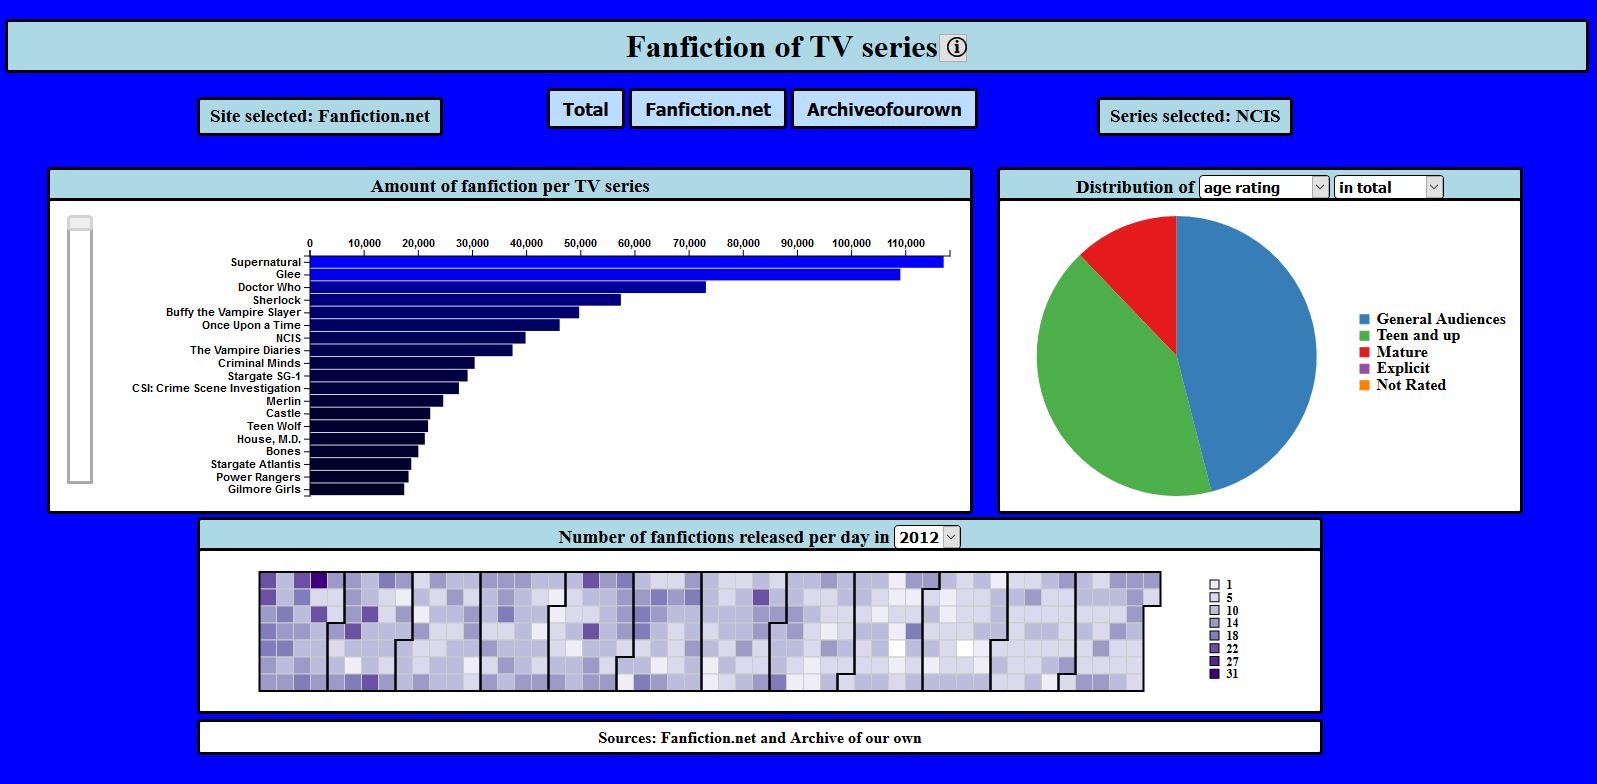 Fanfiction of TV series ⓘ
Site selected: Fanfiction.net
Total
Fanfiction.net
Archiveofourown
Series selected: NCIS
Amount of fanfiction per TV series
0 10,000 20,000 30,000 40,000 50,000 60,000 70,000 80,000 90,000 100,000 110,000
Supernatural
Glee
Doctor Who
Sherlock
Buffy the Vampire Slayer
Once Upon a Time
NCIS
The Vampire Diaries
Criminal Minds
Stargate SG-1
CSI: Crime Scene Investigation
Merlin
Castle
Teen Wolf
House, M.D.
Bones
Stargate Atlantis
Power Rangers
Gilmore Girls
Distribution of age rating in total
General Audiences
Teen and up
Mature
Explicit
Not Rated
Number of fanfictions released per day in 2012
1
5
10
14
18
22
27
31
Sources: Fanfiction.net and Archive of our own